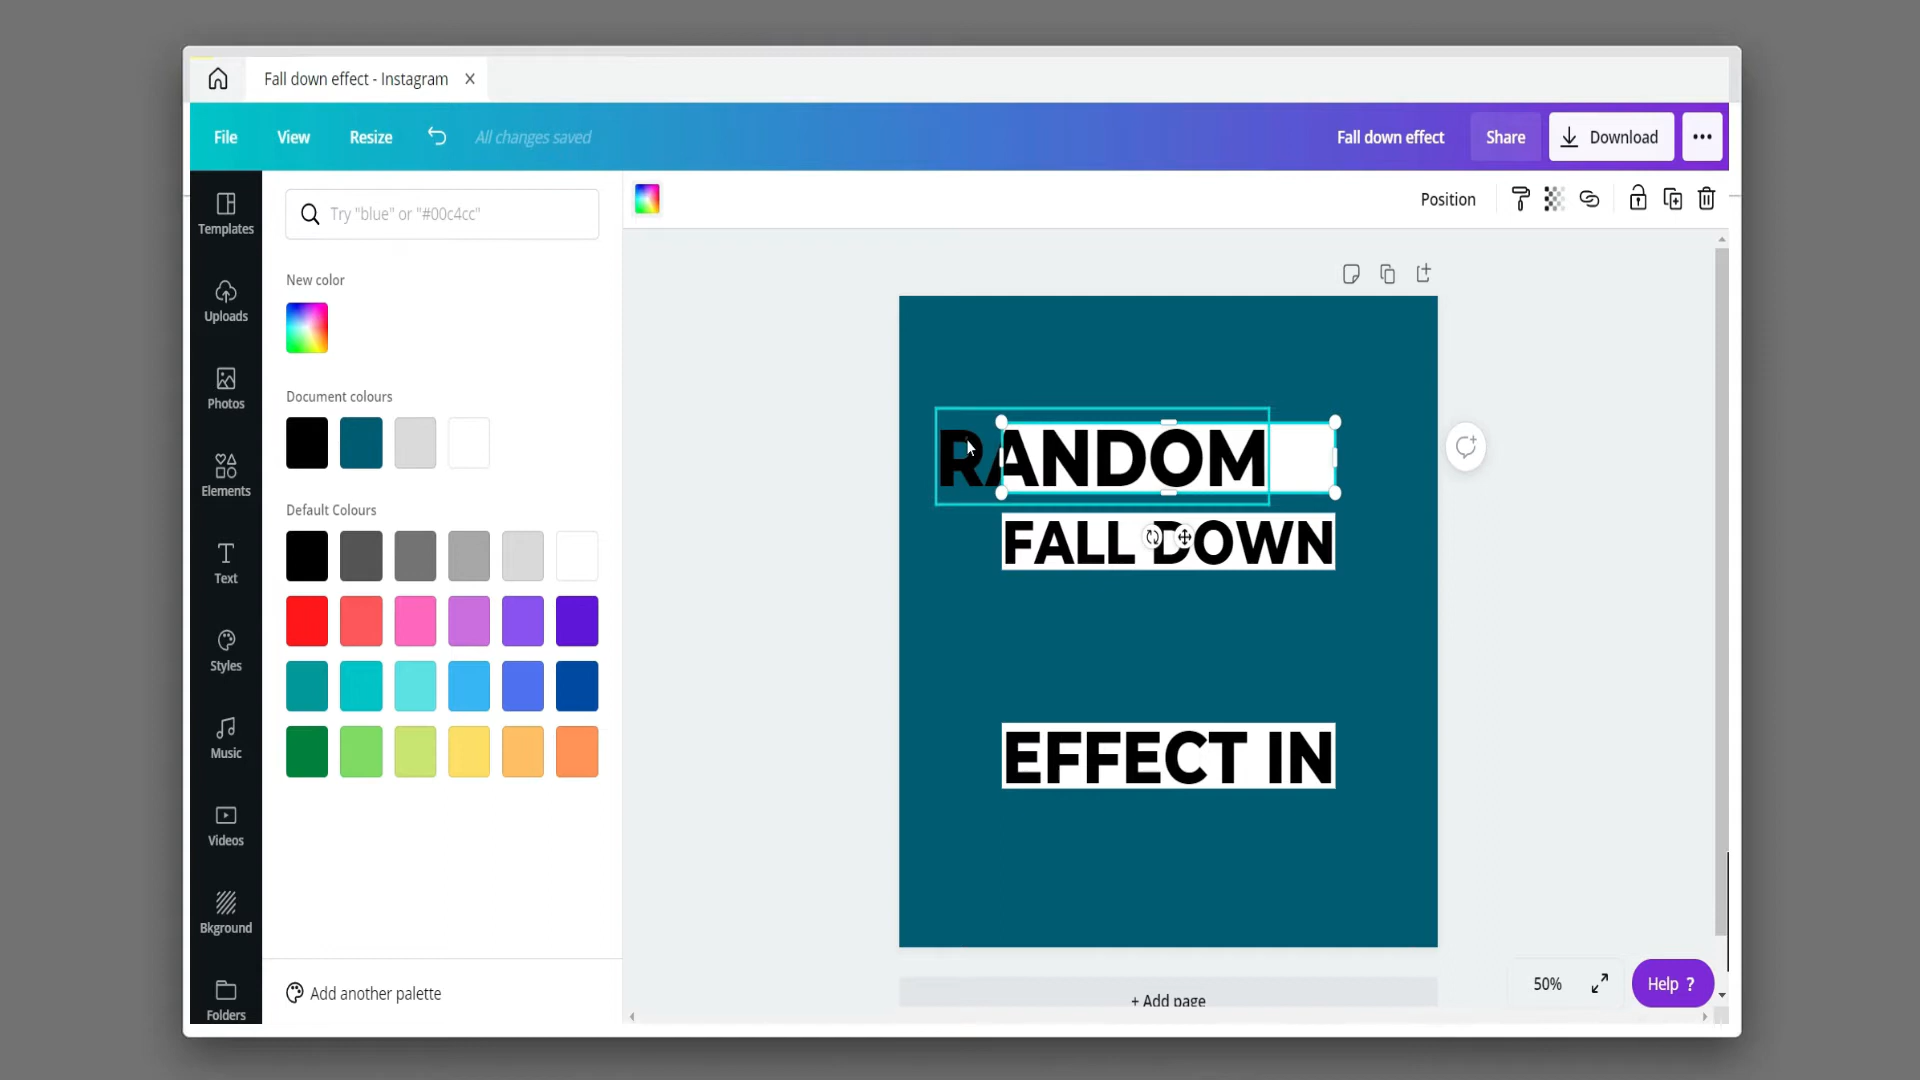 Fall down effect - Instagram
File View Resize All changes saved Fall down effect Share Download
Templates
Uploads
Photos
Elements
Text
Styles
Music
Videos
Bkground
Folders
Try "blue" or "#00c4cc"
New color
Document colours
Default Colours
Add another palette
Position
RANDOM
FALL DOWN
EFFECT IN
+ Add page
50%
Help ?